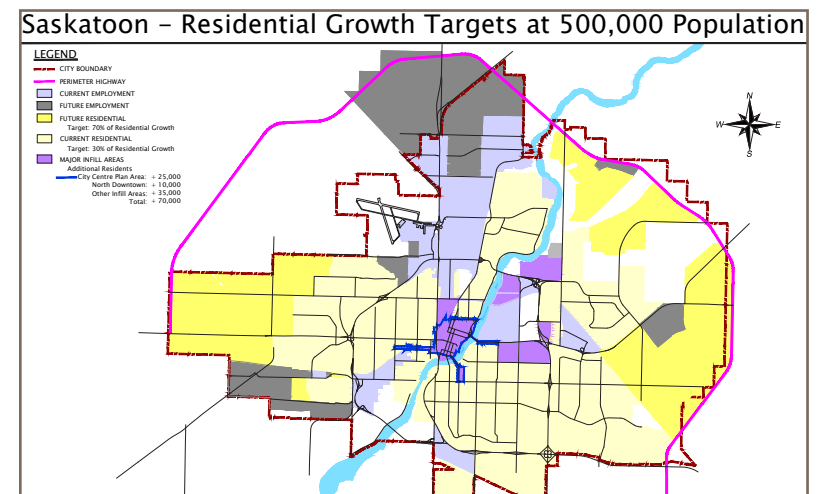 Saskatoon – Residential Growth Targets at 500,000 Population
LEGEND
CITY BOUNDARY
PERIMETER HIGHWAY
CURRENT EMPLOYMENT
FUTURE EMPLOYMENT
FUTURE RESIDENTIAL
Target: 70% of Residential Growth
CURRENT RESIDENTIAL
Target: 30% of Residential Growth
MAJOR INFILL AREAS
Additional Residents
City Centre Plan Area: + 25,000
North Downtown: + 10,000
Other Infill Areas: + 35,000
Total: + 70,000
N
W E
S